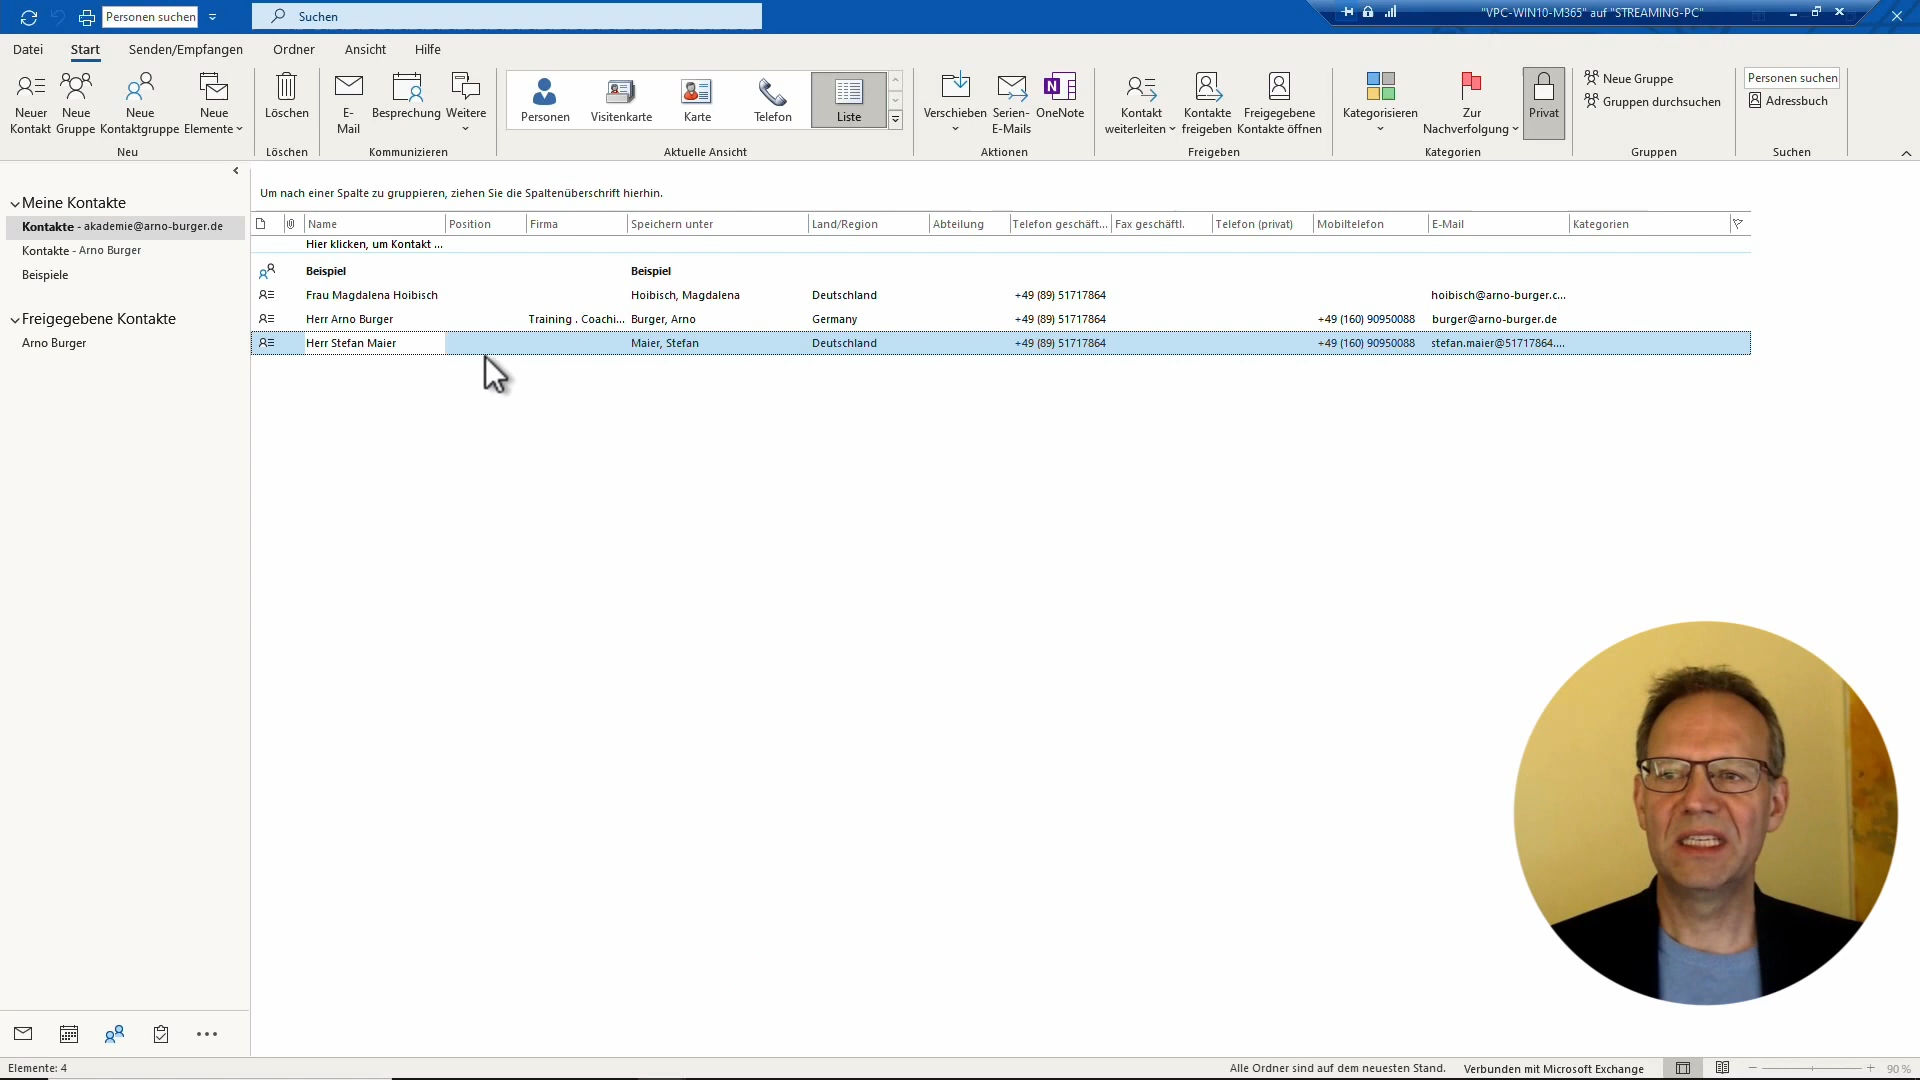 Personen suchen
Suchen
"VPC-WIN10-M365" auf "STREAMING-PC"
Datei Start Senden/Empfangen Ordner Ansicht Hilfe
Neuer Kontakt
Neue Gruppe
Neue Kontaktgruppe
Neue Elemente
Neu
Löschen
Löschen
E-Mail
Besprechung
Weitere
Kommunizieren
Personen
Visitenkarte
Karte
Telefon
Liste
Aktuelle Ansicht
Verschieben
Serien-E-Mails
OneNote
Aktionen
Kontakt weiterleiten
Kontakte freigeben
Freigegebene Kontakte öffnen
Freigeben
Kategorisieren
Zur Nachverfolgung
Privat
Kategorien
Neue Gruppe
Gruppen durchsuchen
Gruppen
Personen suchen
Adressbuch
Suchen
Meine Kontakte
Kontakte - akademie@arno-burger.de
Kontakte - Arno Burger
Beispiele
Freigegebene Kontakte
Arno Burger
Um nach einer Spalte zu gruppieren, ziehen Sie die Spaltenüberschrift hierhin.
Name Position Firma Speichern unter Land/Region Abteilung Telefon geschäft... Fax geschäftl. Telefon (privat) Mobiltelefon E-Mail Kategorien
Hier klicken, um Kontakt ...
Beispiel Beispiel
Frau Magdalena Hoibisch Hoibisch, Magdalena Deutschland +49 (89) 51717864 hoibisch@arno-burger.c...
Herr Arno Burger Training . Coachi... Burger, Arno Germany +49 (89) 51717864 +49 (160) 90950088 burger@arno-burger.de
Herr Stefan Maier Maier, Stefan Deutschland +49 (89) 51717864 +49 (160) 90950088 stefan.maier@51717864....
Elemente: 4
Alle Ordner sind auf dem neuesten Stand. Verbunden mit Microsoft Exchange
90 %